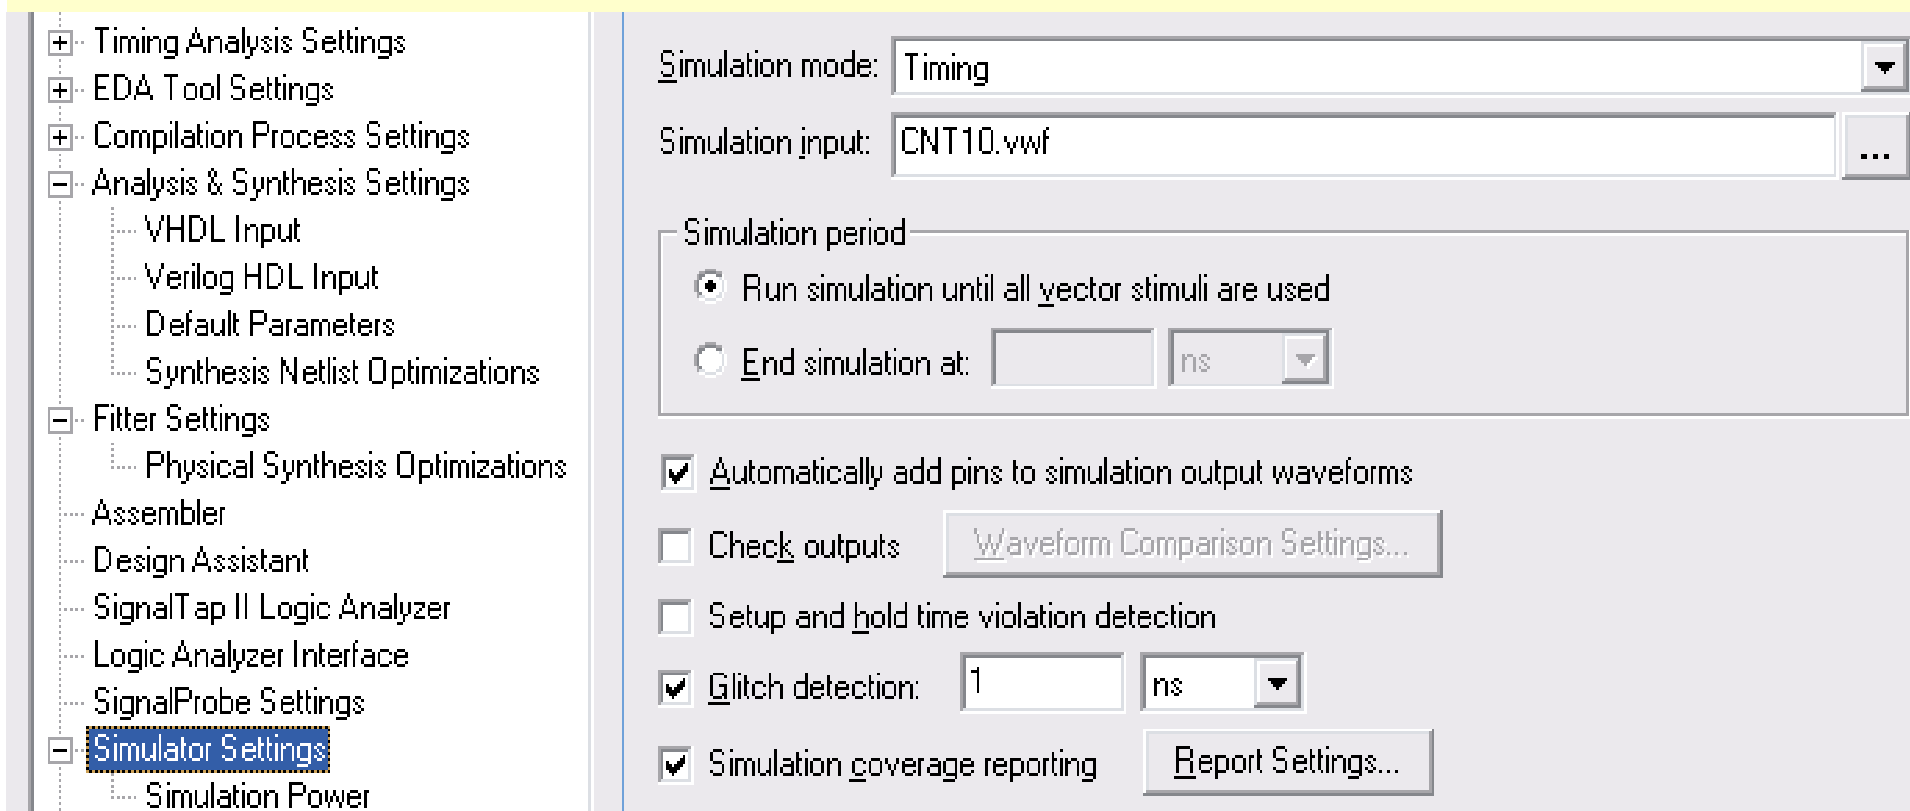 Timing Analysis Settings
EDA Tool Settings
Compilation Process Settings
Analysis & Synthesis Settings
VHDL Input
Verilog HDL Input
Default Parameters
Synthesis Netlist Optimizations
Fitter Settings
Physical Synthesis Optimizations
Assembler
Design Assistant
SignalTap II Logic Analyzer
Logic Analyzer Interface
SignalProbe Settings
Simulator Settings
Simulation Power
Simulation mode: Timing
Simulation input: CNT10.vwf ...
Simulation period
Run simulation until all vector stimuli are used
End simulation at: ns
Automatically add pins to simulation output waveforms
Check outputs Waveform Comparison Settings...
Setup and hold time violation detection
Glitch detection: 1 ns
Simulation coverage reporting Report Settings...